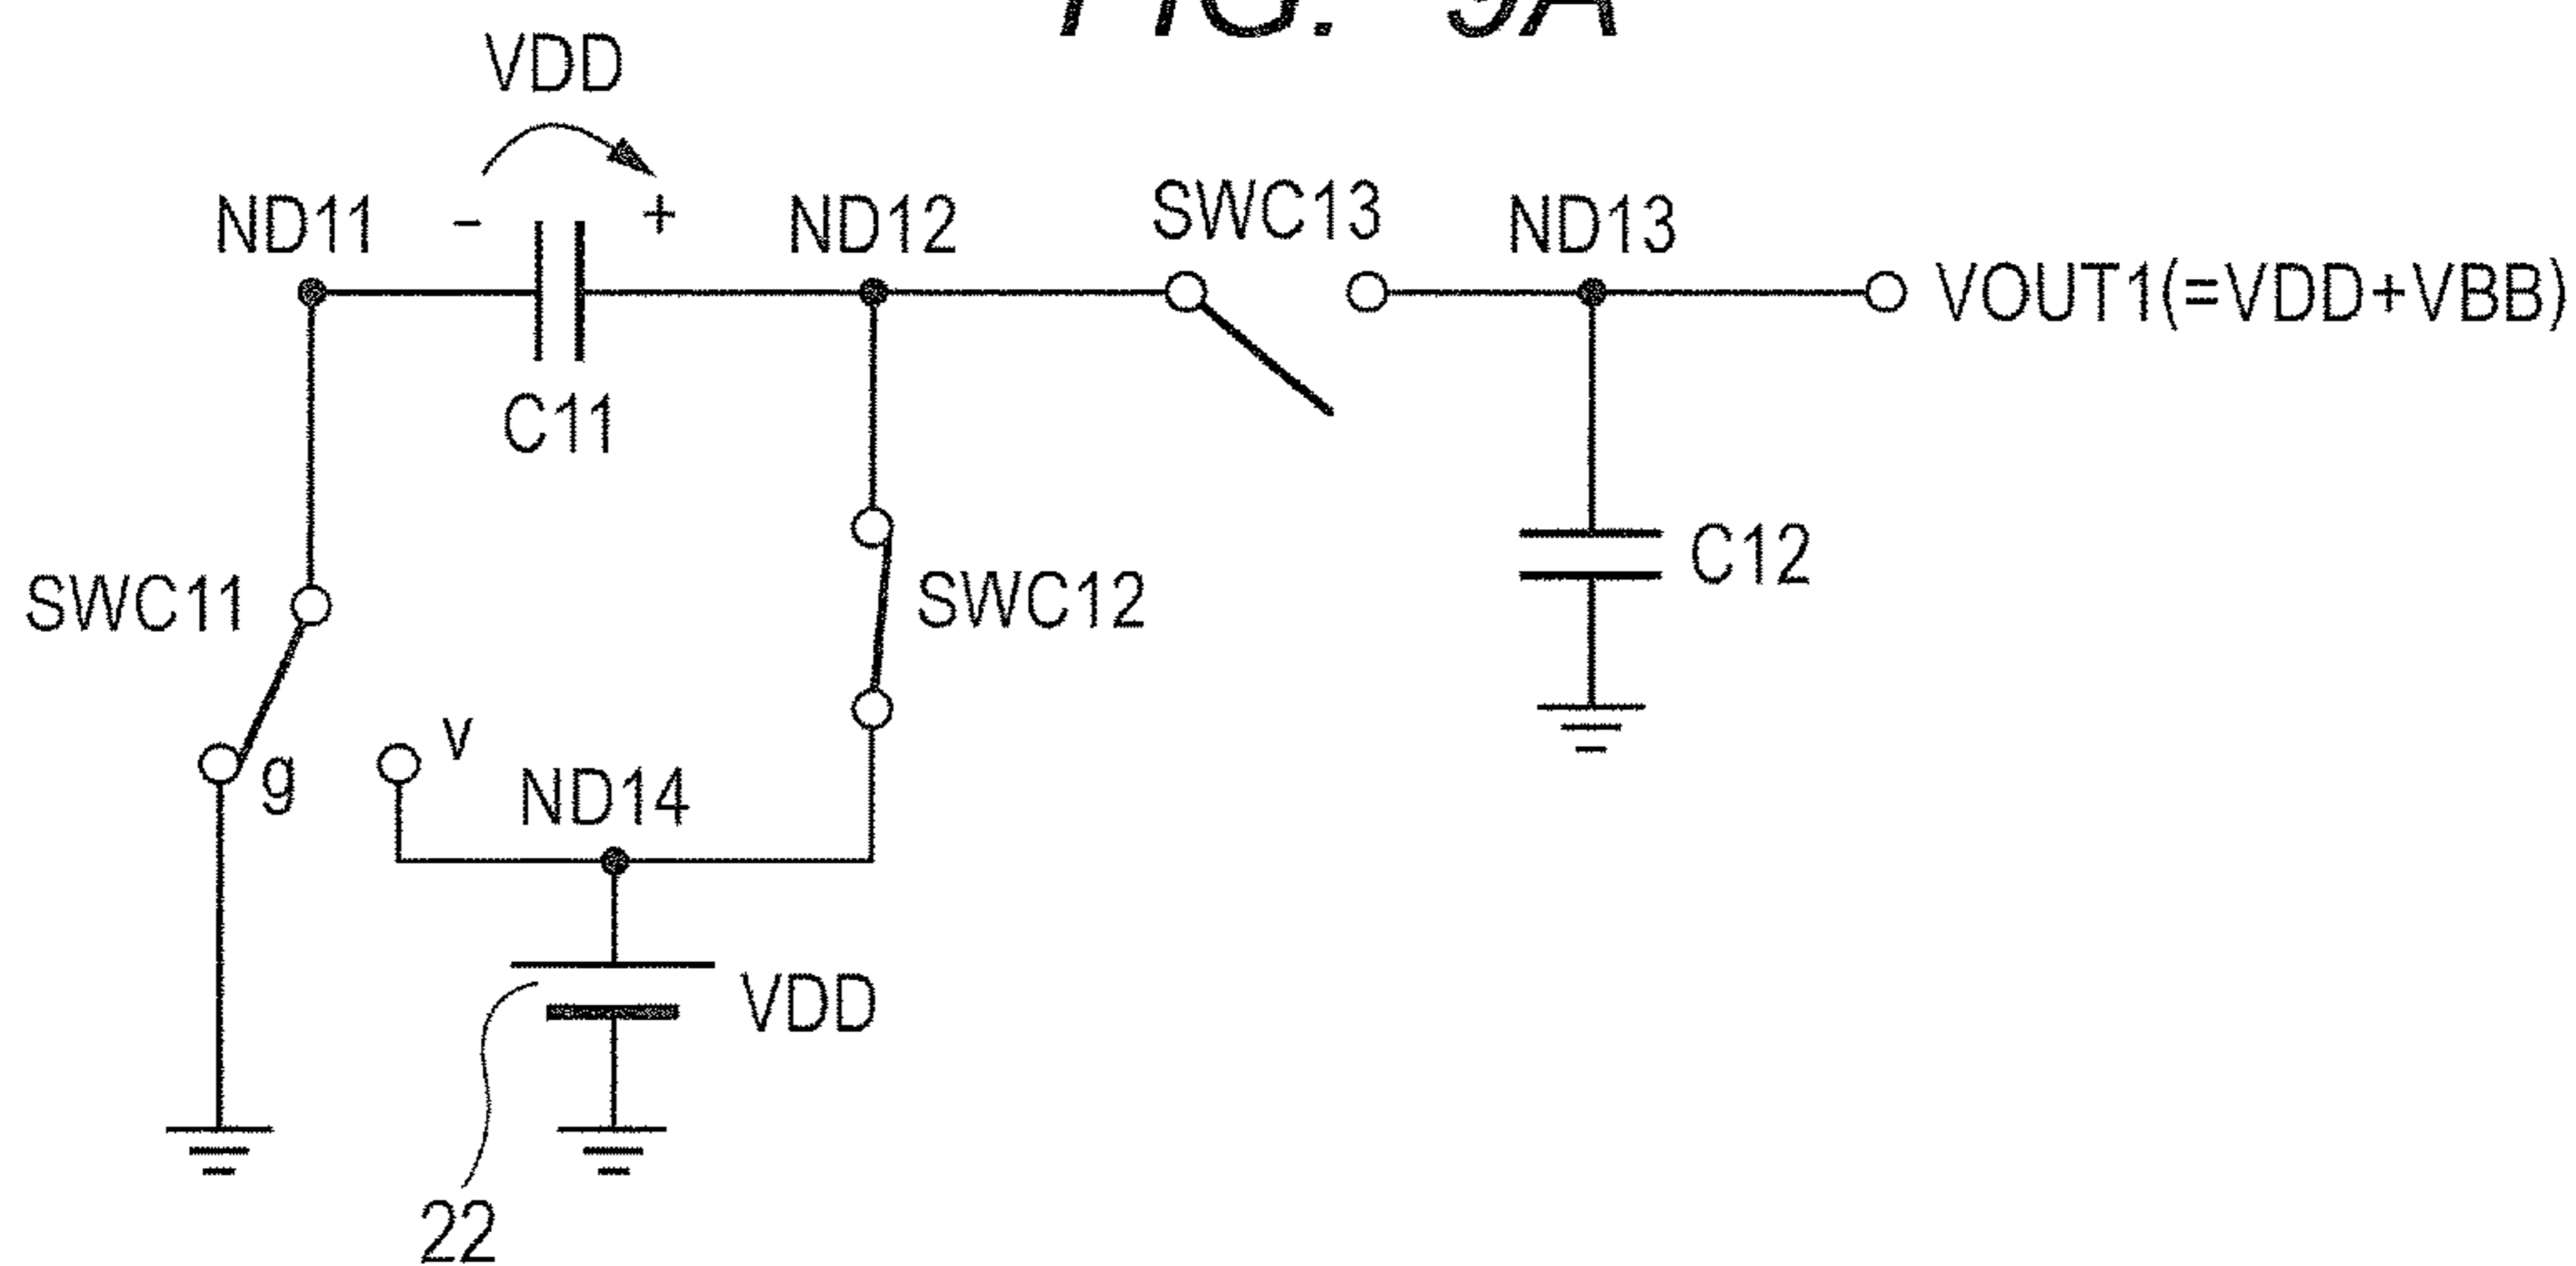 FIG. 9A
VDD
ND11
-
+
ND12
SWC13
ND13
VOUT1(=VDD+VBB)
C11
C12
SWC11
SWC12
g
v
ND14
VDD
22